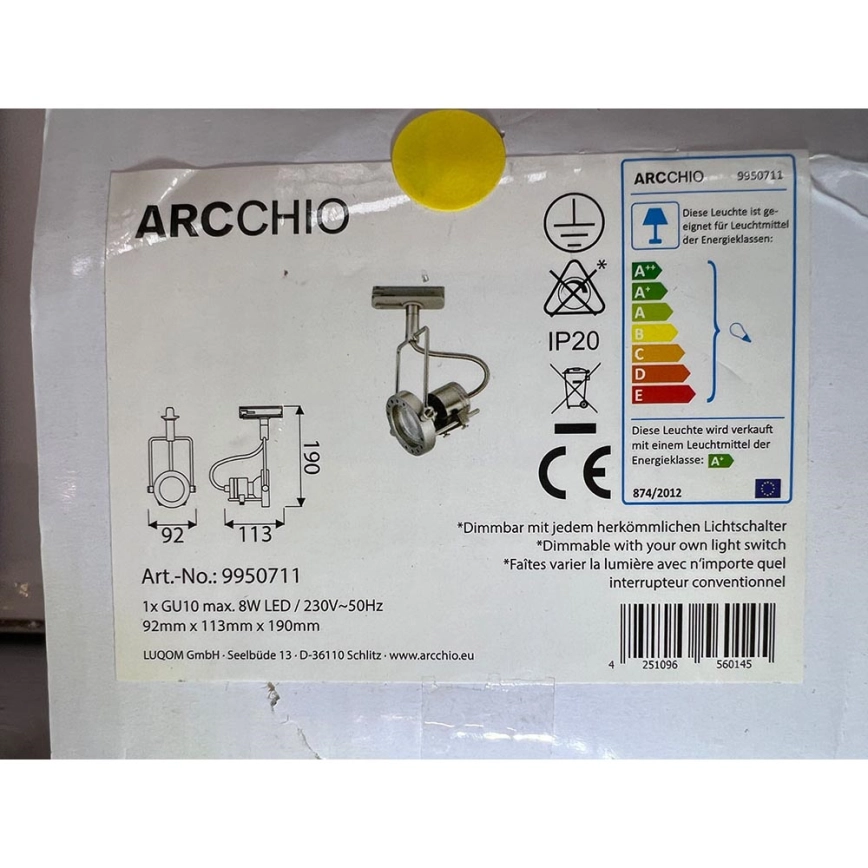 ARCCHIO
IP20
CE
ARCCHIO 9950711
Diese Leuchte ist ge-
eignet für Leuchtmittel
der Energieklassen:
A++
A+
A
B
C
D
E
Diese Leuchte wird verkauft
mit einem Leuchtmittel der
Energieklasse: A+
874/2012
190
92
113
*Dimmbar mit jedem herkömmlichen Lichtschalter
*Dimmable with your own light switch
*Faîtes varier la lumière avec n'importe quel
interrupteur conventionnel
Art.-No.: 9950711
1x GU10 max. 8W LED / 230V~50Hz
92mm x 113mm x 190mm
LUQOM GmbH · Seelbüde 13 · D-36110 Schlitz · www.arcchio.eu
4 251096 560145